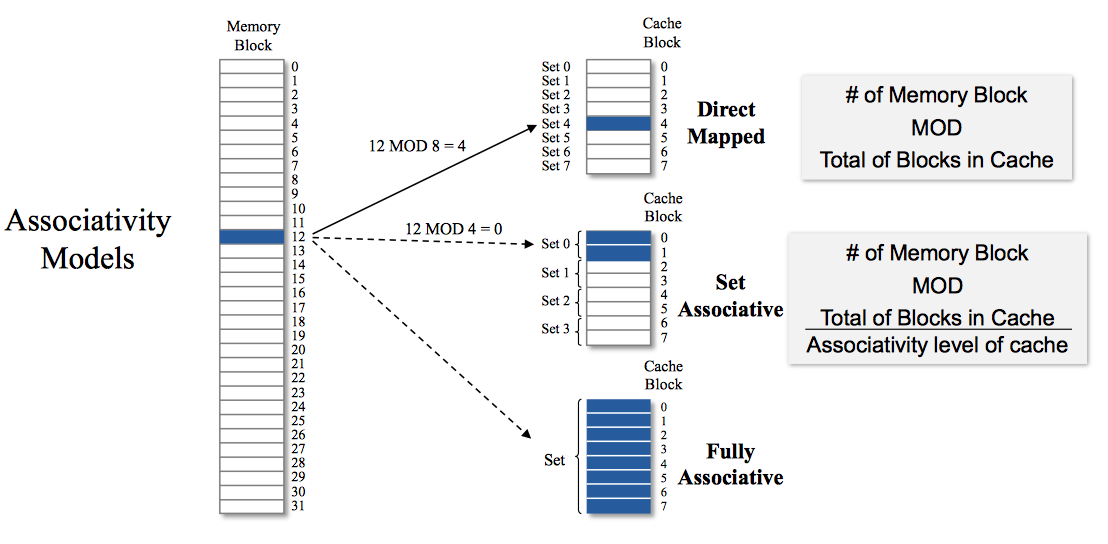 Associativity
Models
Memory
Block
0
1
2
3
4
5
6
7
8
9
10
11
12
13
14
15
16
17
18
19
20
21
22
23
24
25
26
27
28
29
30
31
12 MOD 8 = 4
12 MOD 4 = 0
Cache
Block
Set 0 0
Set 1 1
Set 2 2
Set 3 3
Set 4 4
Set 5 5
Set 6 6
Set 7 7
Direct
Mapped
# of Memory Block
MOD
Total of Blocks in Cache
Cache
Block
Set 0
Set 1
Set 2
Set 3
0
1
2
3
4
5
6
7
Set
Associative
# of Memory Block
MOD
Total of Blocks in Cache
Associativity level of cache
Cache
Block
Set
0
1
2
3
4
5
6
7
Fully
Associative